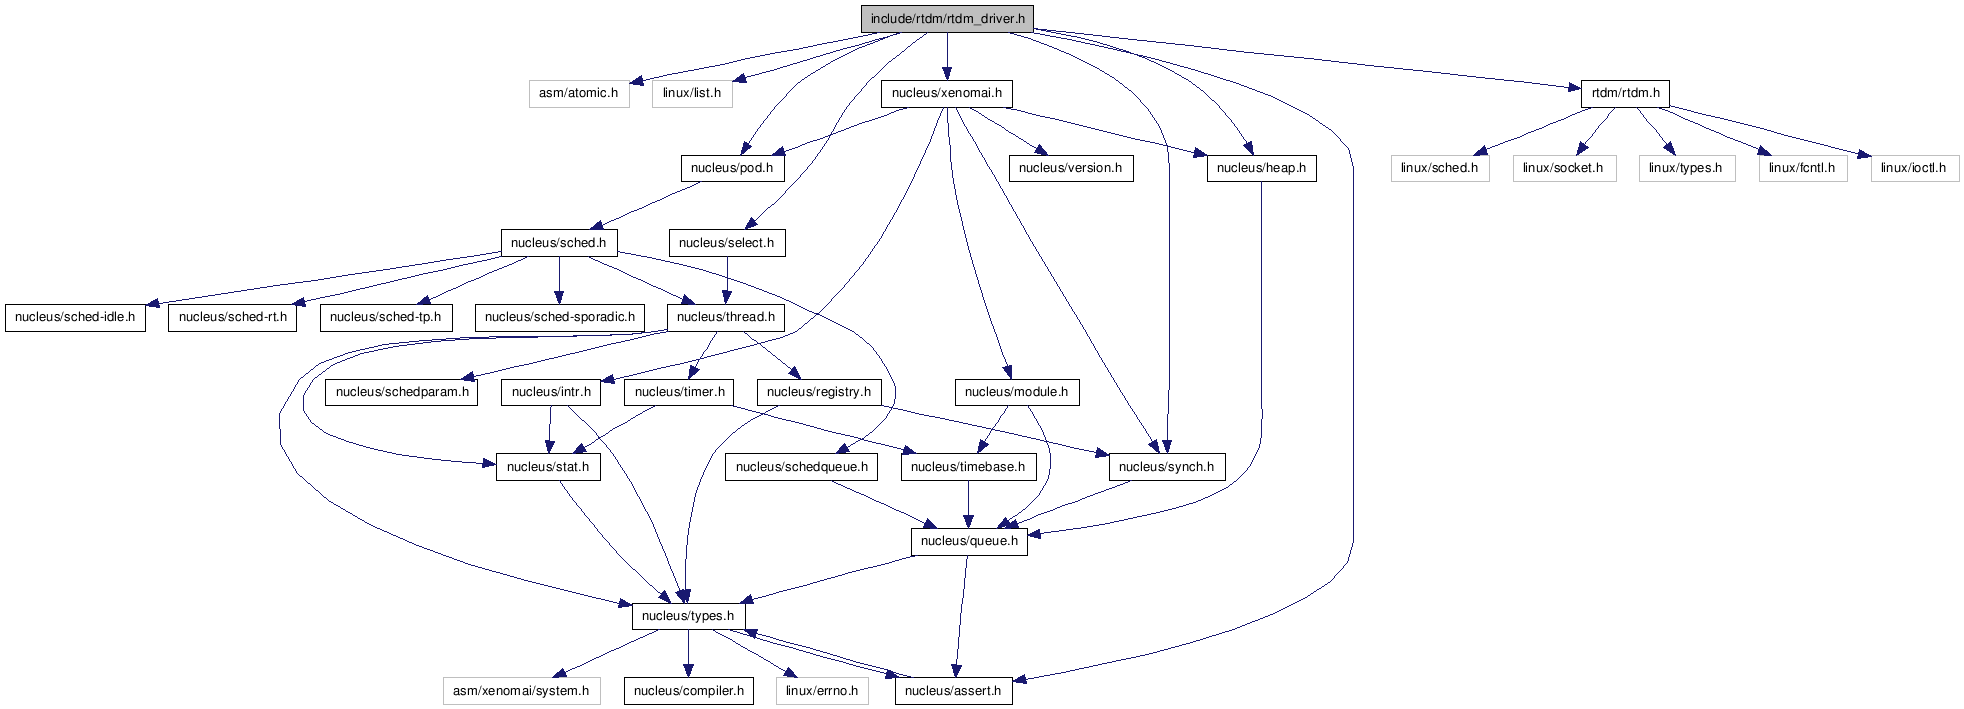 include/rtdm/rtdm_driver.h
asm/atomic.h
linux/list.h
nucleus/xenomai.h
rtdm/rtdm.h
nucleus/pod.h
nucleus/version.h
nucleus/heap.h
linux/sched.h
linux/socket.h
linux/types.h
linux/fcntl.h
linux/ioctl.h
nucleus/sched.h
nucleus/select.h
nucleus/sched-idle.h
nucleus/sched-rt.h
nucleus/sched-tp.h
nucleus/sched-sporadic.h
nucleus/thread.h
nucleus/schedparam.h
nucleus/intr.h
nucleus/timer.h
nucleus/registry.h
nucleus/module.h
nucleus/stat.h
nucleus/schedqueue.h
nucleus/timebase.h
nucleus/synch.h
nucleus/queue.h
nucleus/types.h
asm/xenomai/system.h
nucleus/compiler.h
linux/errno.h
nucleus/assert.h